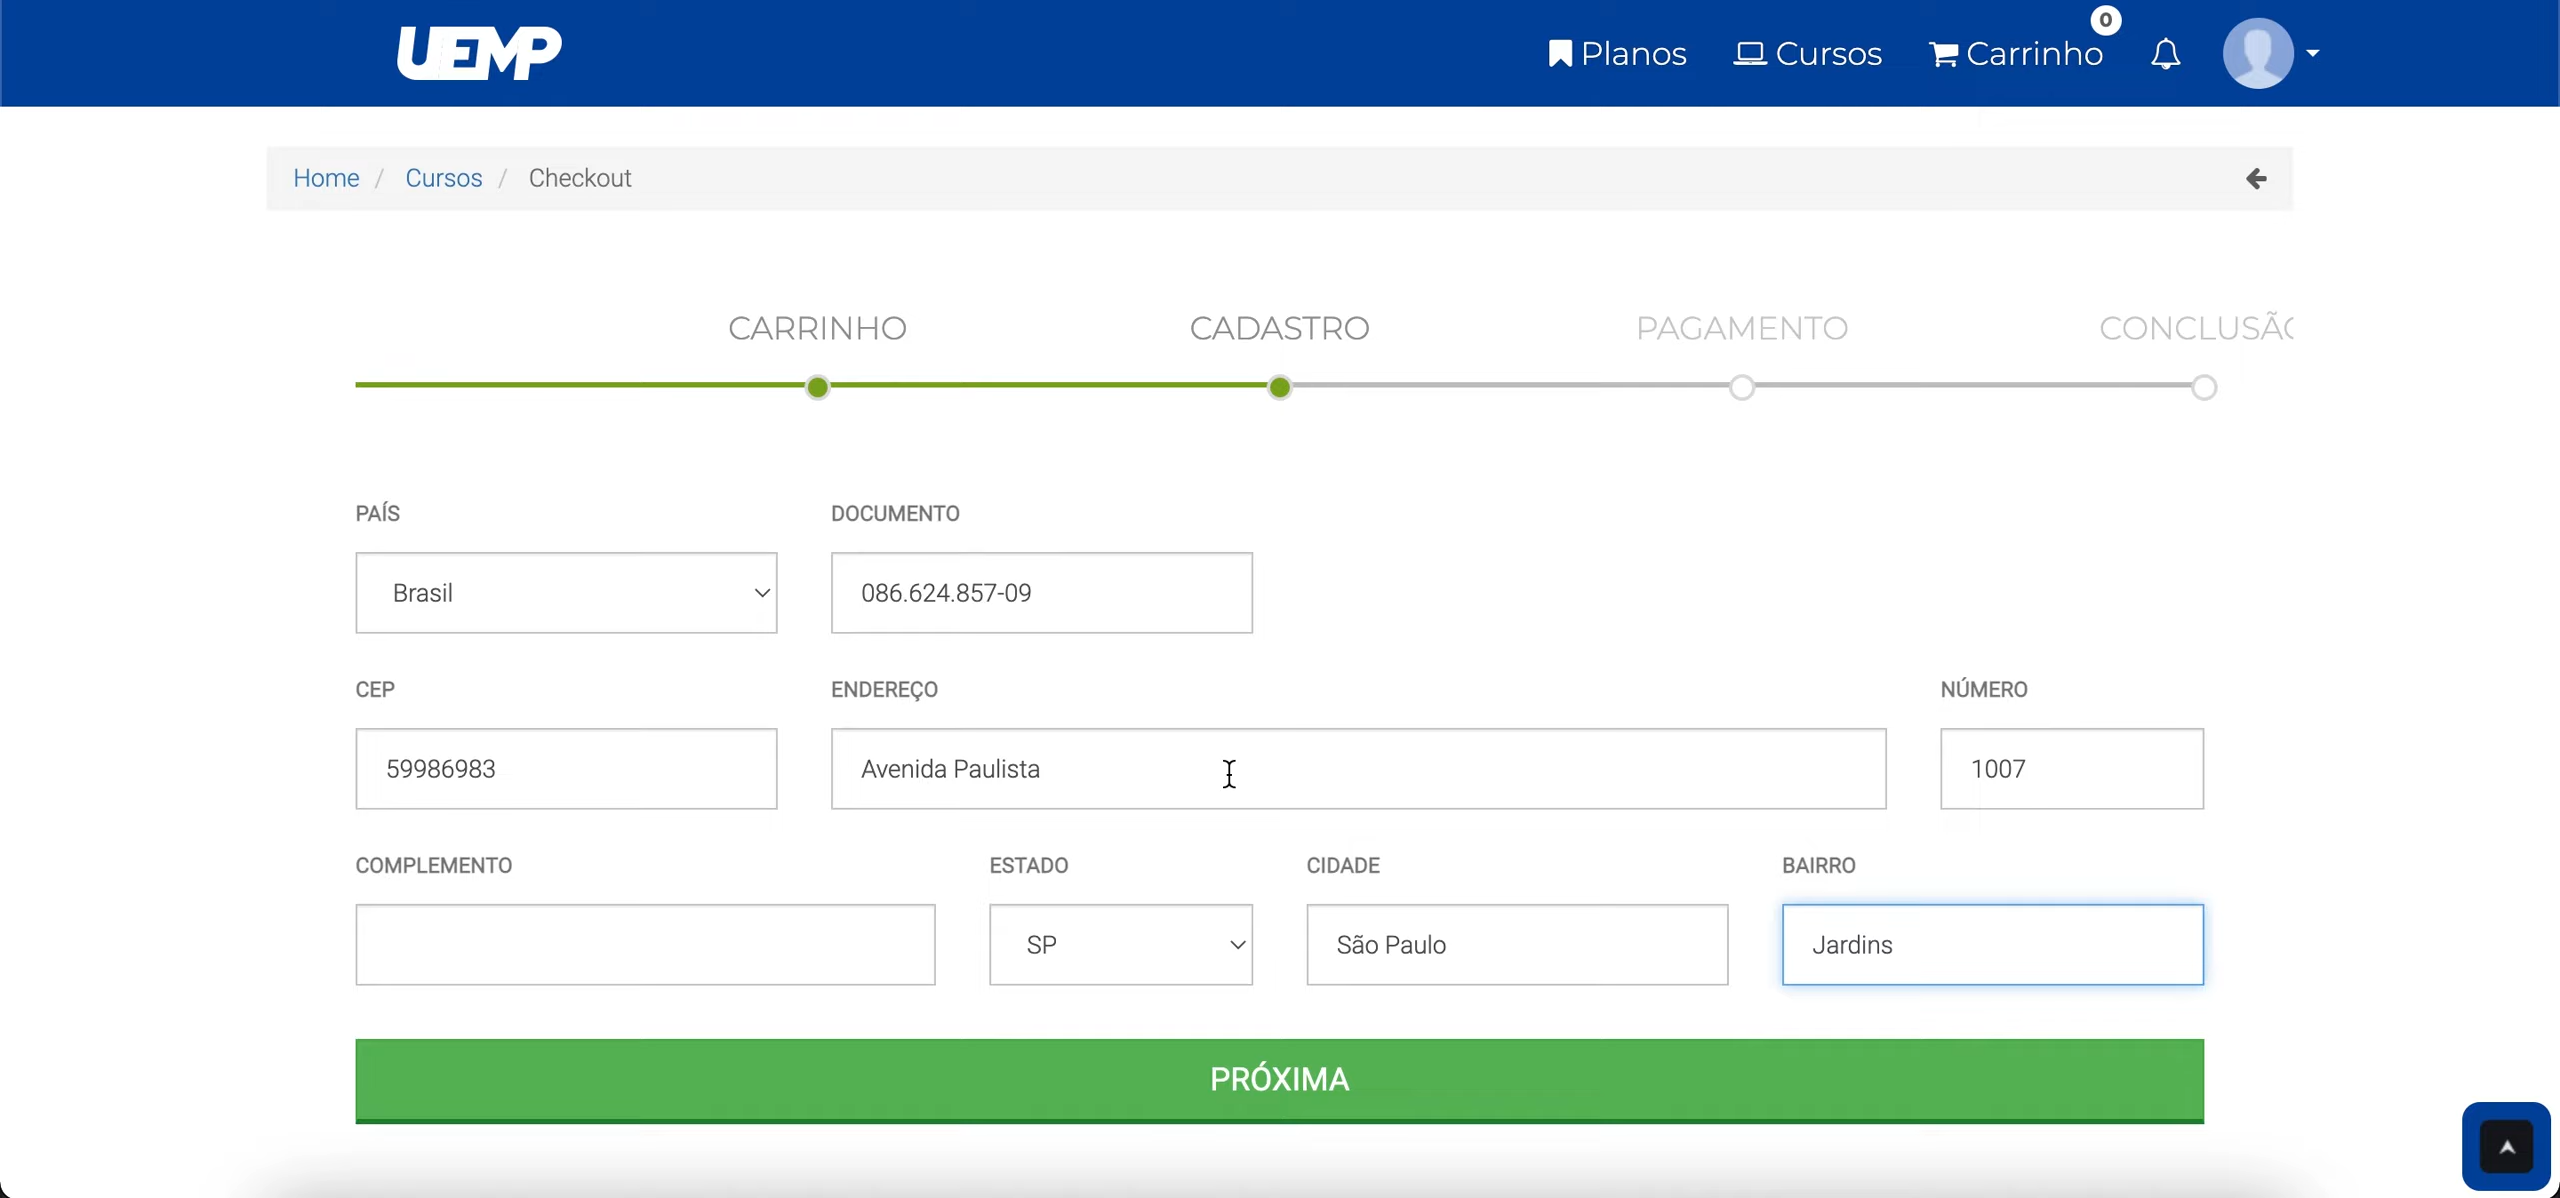 UEMP
Planos
Cursos
Carrinho
0
Home / Cursos / Checkout
CARRINHO
CADASTRO
PAGAMENTO
CONCLUSÃO
PAÍS
DOCUMENTO
Brasil
086.624.857-09
CEP
ENDEREÇO
NÚMERO
59986983
Avenida Paulista
1007
COMPLEMENTO
ESTADO
CIDADE
BAIRRO
SP
São Paulo
Jardins
PRÓXIMA